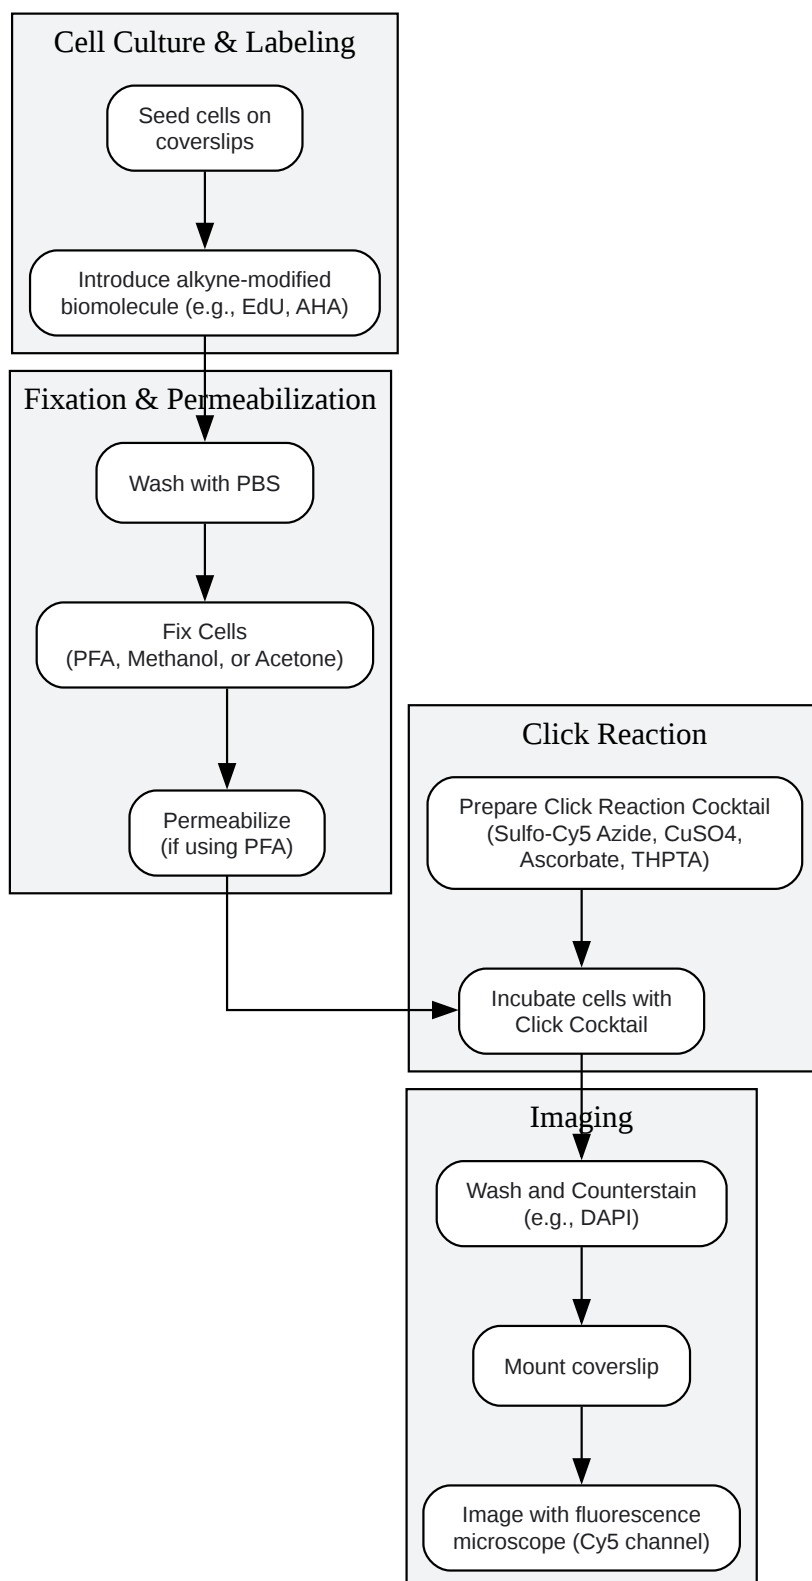 Cell Culture & Labeling
Seed cells on
coverslips
Introduce alkyne-modified
biomolecule (e.g., EdU, AHA)
Fixation & Permeabilization
Wash with PBS
Fix Cells
(PFA, Methanol, or Acetone)
Permeabilize
(if using PFA)
Click Reaction
Prepare Click Reaction Cocktail
(Sulfo-Cy5 Azide, CuSO4,
Ascorbate, THPTA)
Incubate cells with
Click Cocktail
Imaging
Wash and Counterstain
(e.g., DAPI)
Mount coverslip
Image with fluorescence
microscope (Cy5 channel)